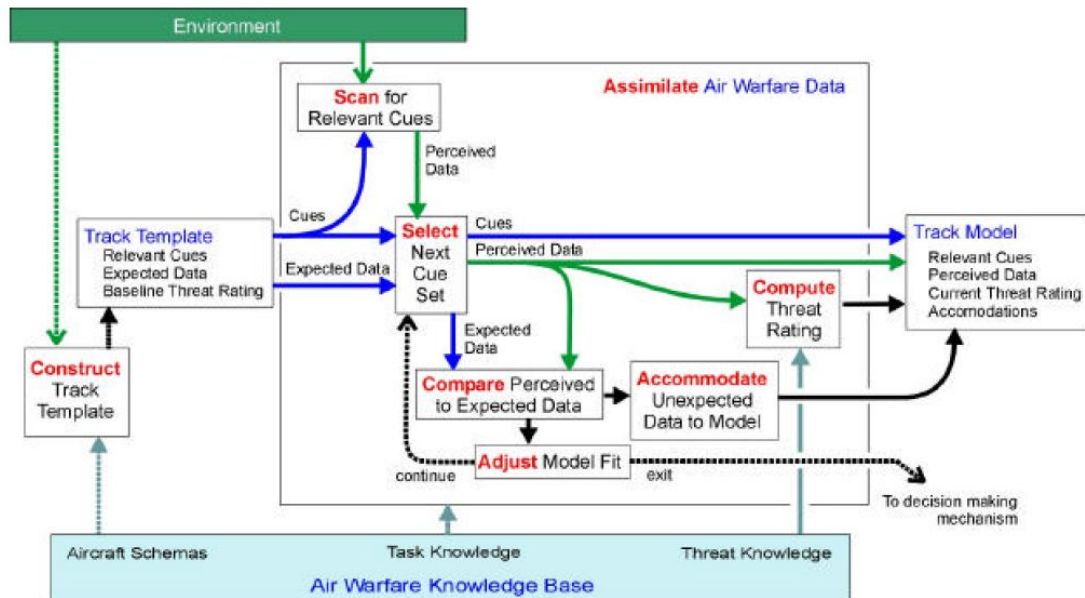 Environment
Assimilate Air Warfare Data
Scan for
Relevant Cues
Perceived
Data
Cues
Expected Data
Track Template
Relevant Cues
Expected Data
Baseline Threat Rating
Select
Next
Cue
Set
Cues
Perceived Data
Track Model
Relevant Cues
Perceived Data
Current Threat Rating
Accomodations
Compute
Threat
Rating
Expected
Data
Construct
Track
Template
Compare Perceived
to Expected Data
Accommodate
Unexpected
Data to Model
continue
Adjust Model Fit
exit
To decision making
mechanism
Aircraft Schemas
Task Knowledge
Threat Knowledge
Air Warfare Knowledge Base